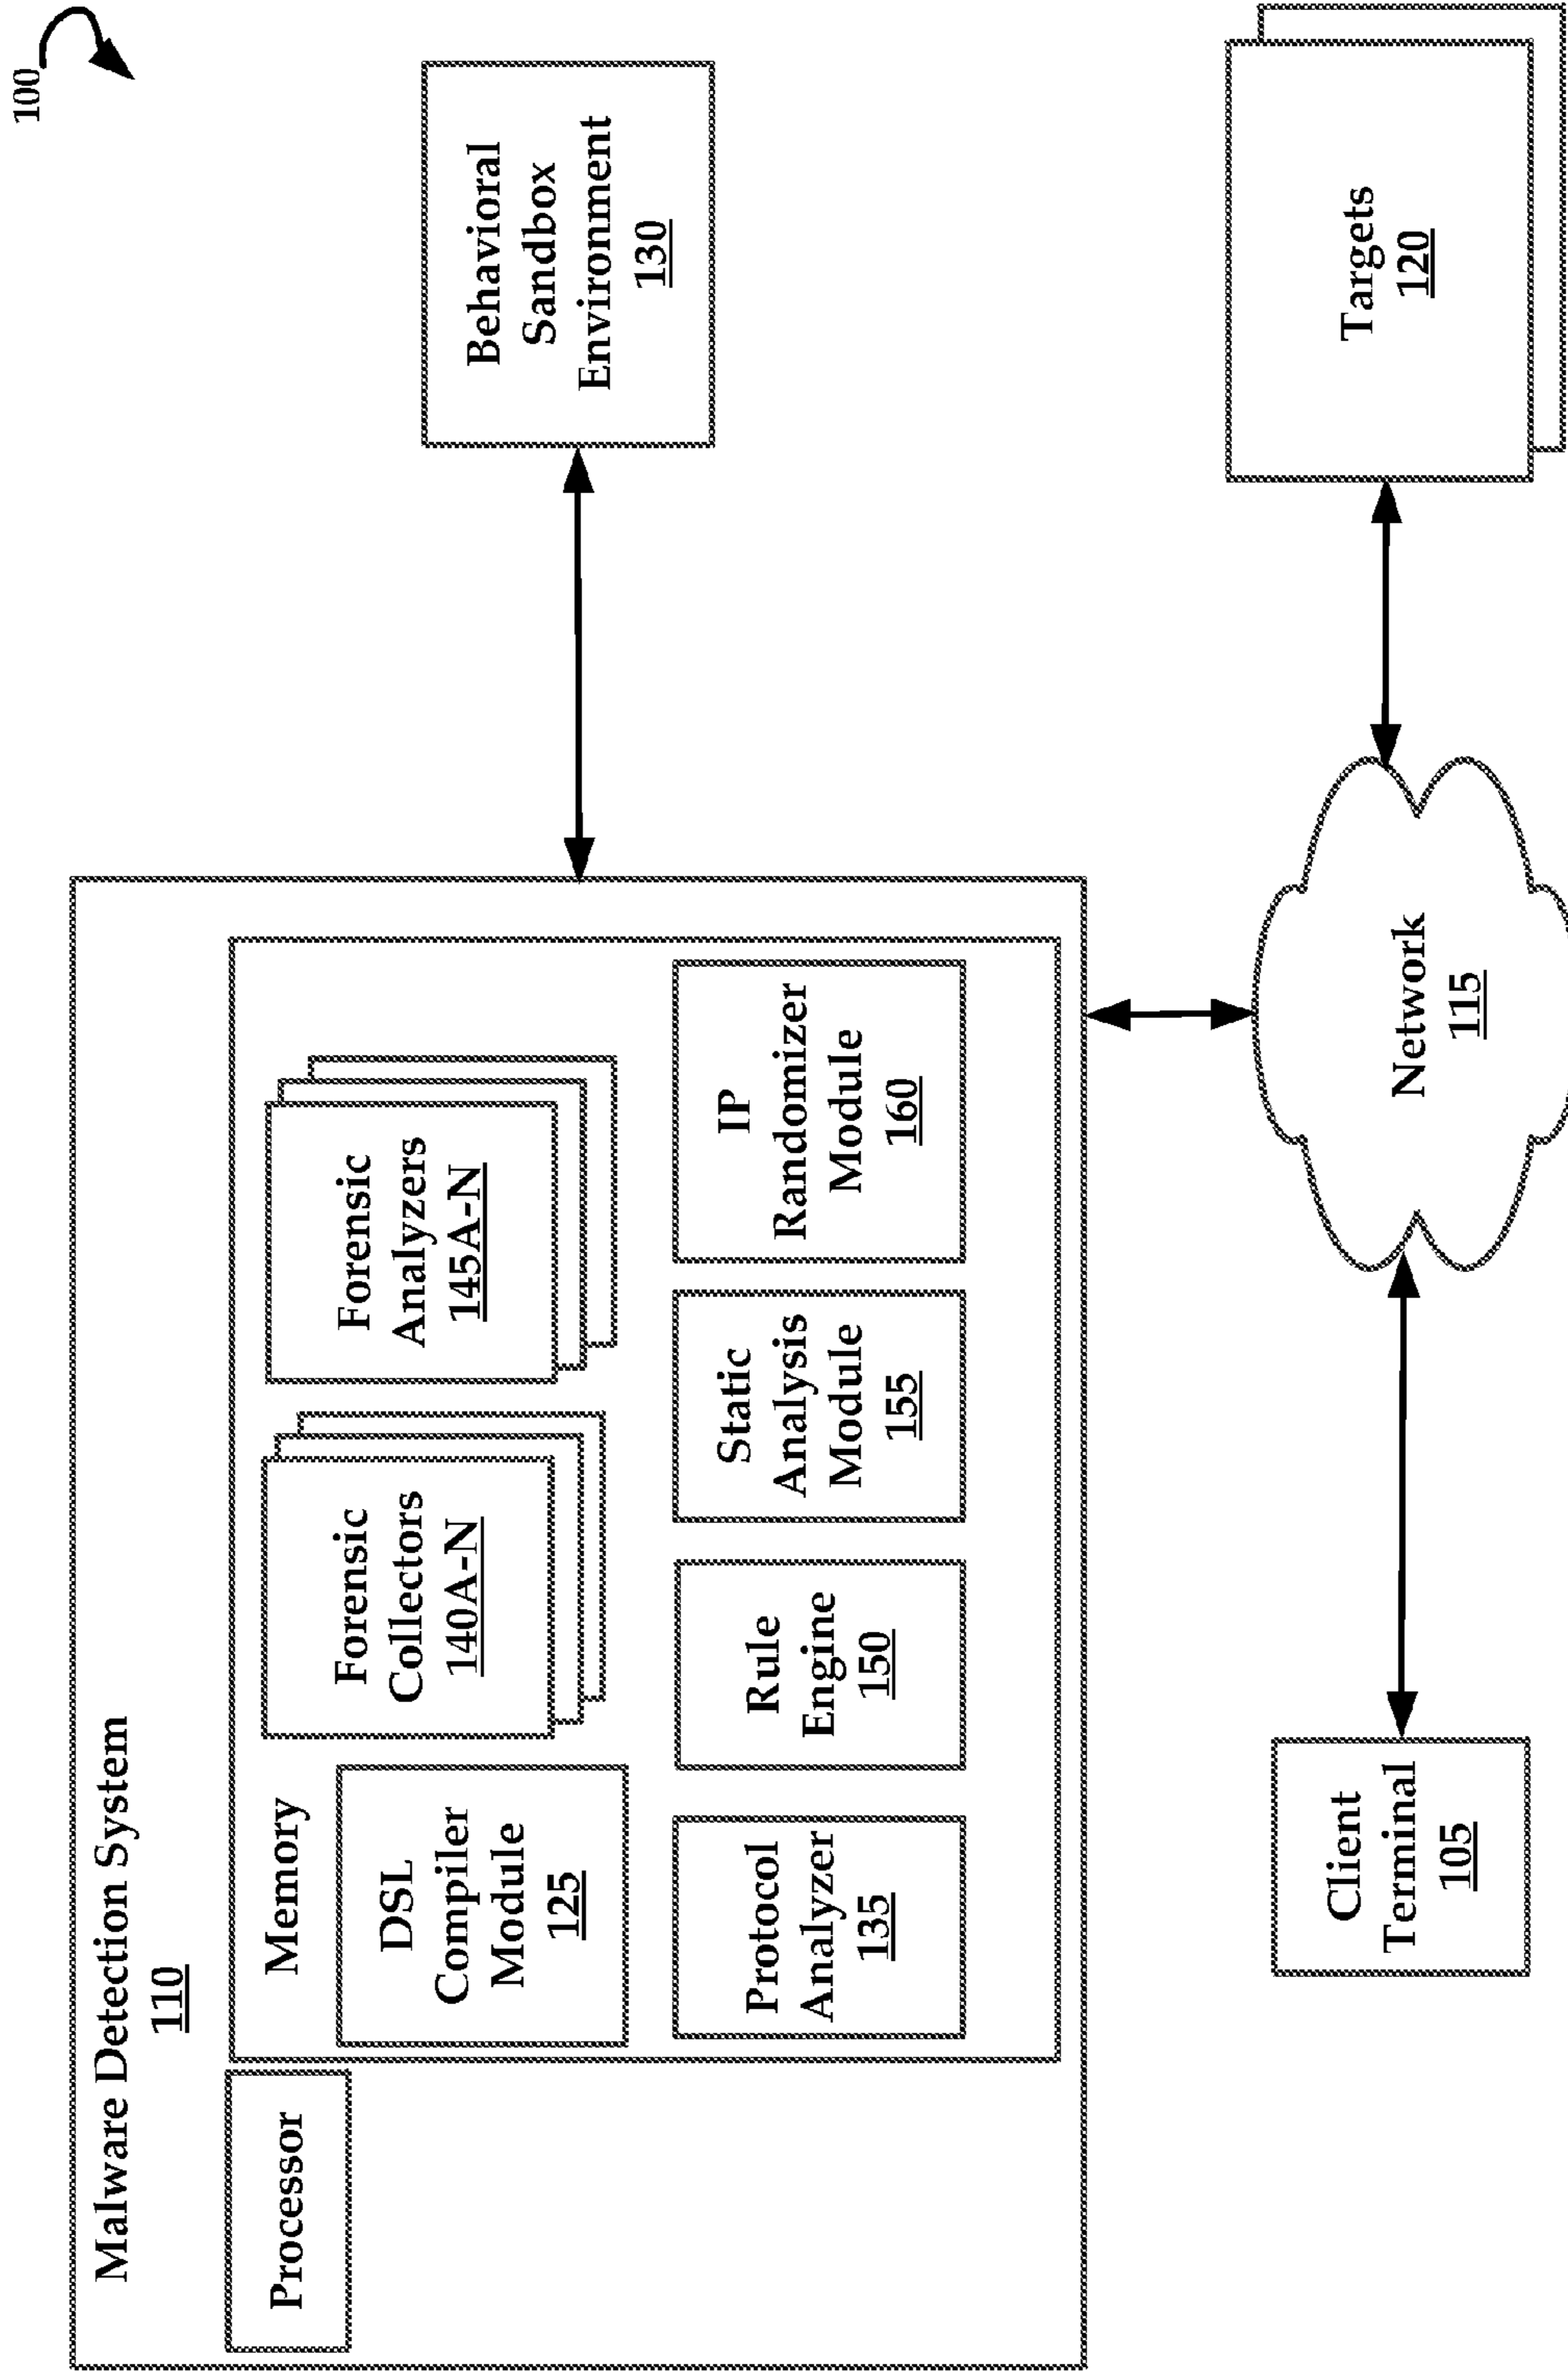 100
Malware Detection System
110
Processor
Memory
DSL
Compiler
Module
125
Forensic
Collectors
140A-N
Forensic
Analyzers
145A-N
Protocol
Analyzer
135
Rule
Engine
150
Static
Analysis
Module
155
IP
Randomizer
Module
160
Behavioral
Sandbox
Environment
130
Client
Terminal
105
Network
115
Targets
120